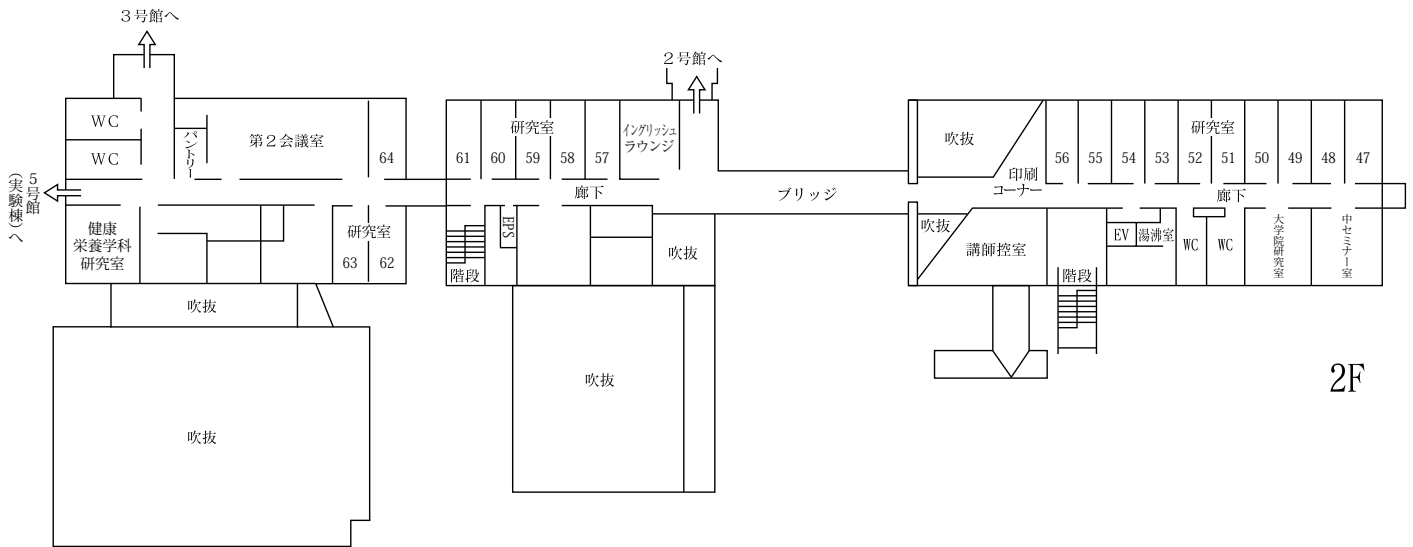 3号館へ
2号館へ
5号館
(実験棟)へ
WC
WC
パントリー
第2会議室
64
健康
栄養学科
研究室
研究室
63
62
吹抜
吹抜
研究室
61
60
59
58
57
イングリッシュ
ラウンジ
廊下
EPS
階段
吹抜
吹抜
ブリッジ
吹抜
印刷
コーナー
研究室
56
55
54
53
52
51
50
49
48
47
廊下
吹抜
講師控室
階段
EV
湯沸室
WC
WC
大学院研究室
中セミナー室
2F